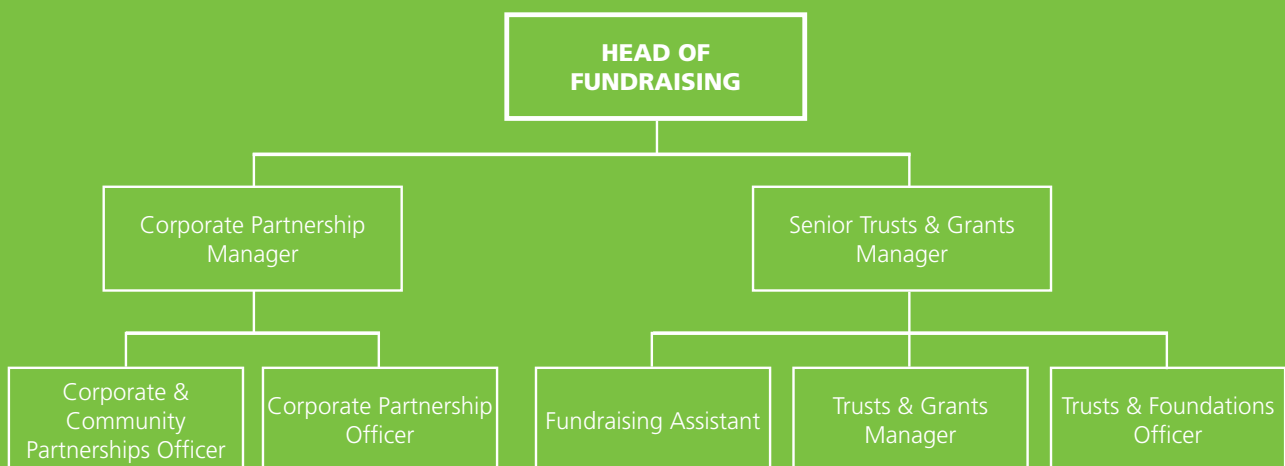 HEAD OF
FUNDRAISING
Corporate Partnership
Manager
Senior Trusts & Grants
Manager
Corporate &
Community
Partnerships Officer
Corporate Partnership
Officer
Fundraising Assistant
Trusts & Grants
Manager
Trusts & Foundations
Officer